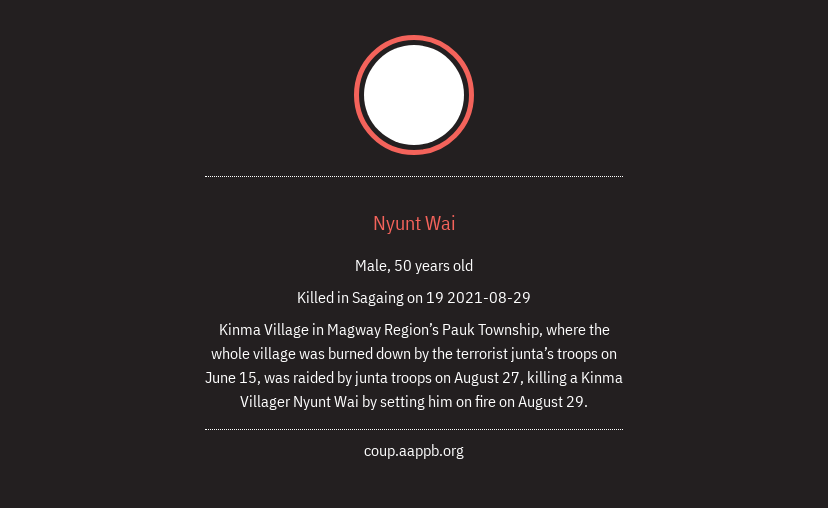 Nyunt Wai
Male, 50 years old
Killed in Sagaing on 19 2021-08-29
Kinma Village in Magway Region’s Pauk Township, where the
whole village was burned down by the terrorist junta’s troops on
June 15, was raided by junta troops on August 27, killing a Kinma
Villager Nyunt Wai by setting him on fire on August 29.
coup.aappb.org